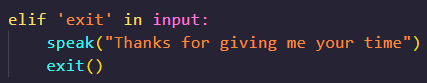 elif 'exit' in input:
    speak("Thanks for giving me your time")
    exit()